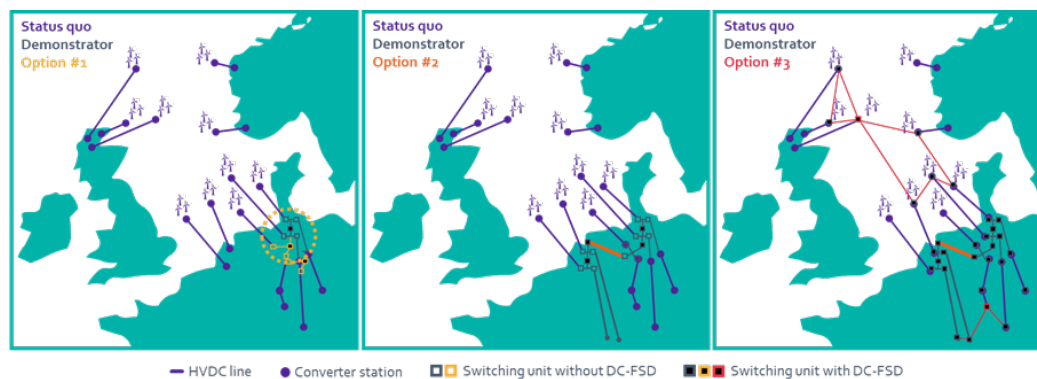 Status quo
Demonstrator
Option #1
Status quo
Demonstrator
Option #2
Status quo
Demonstrator
Option #3
HVDC line
Converter station
Switching unit without DC-FSD
Switching unit with DC-FSD